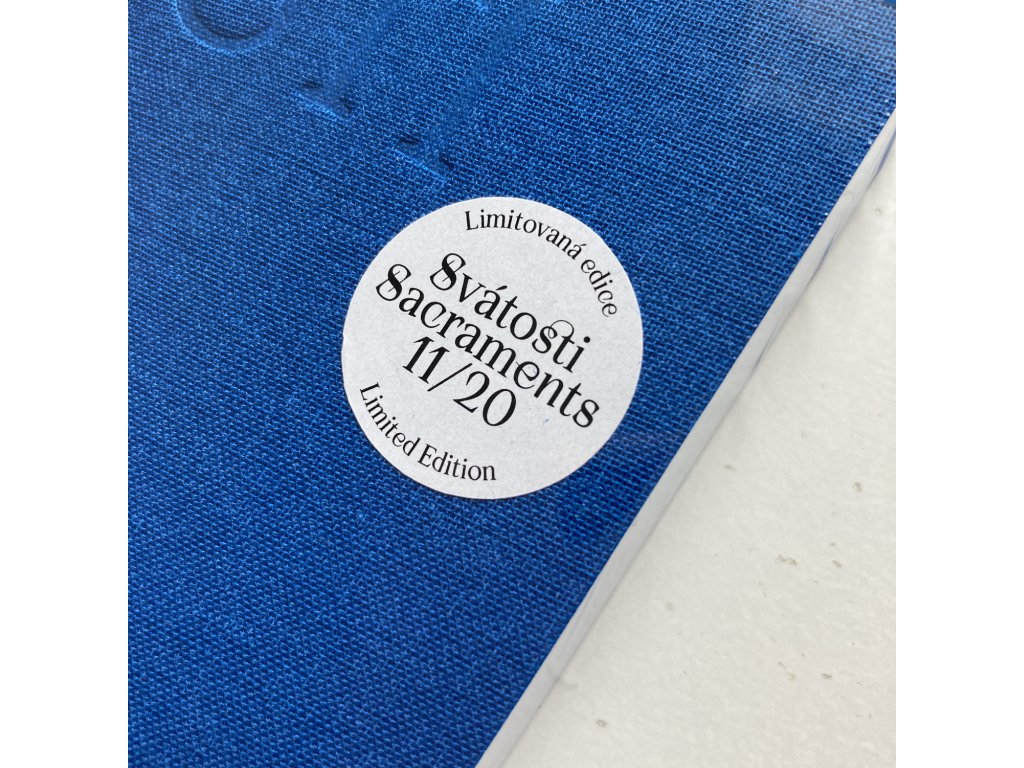 Limitovaná edice
Svátosti
Sacraments
11/20
Limited Edition